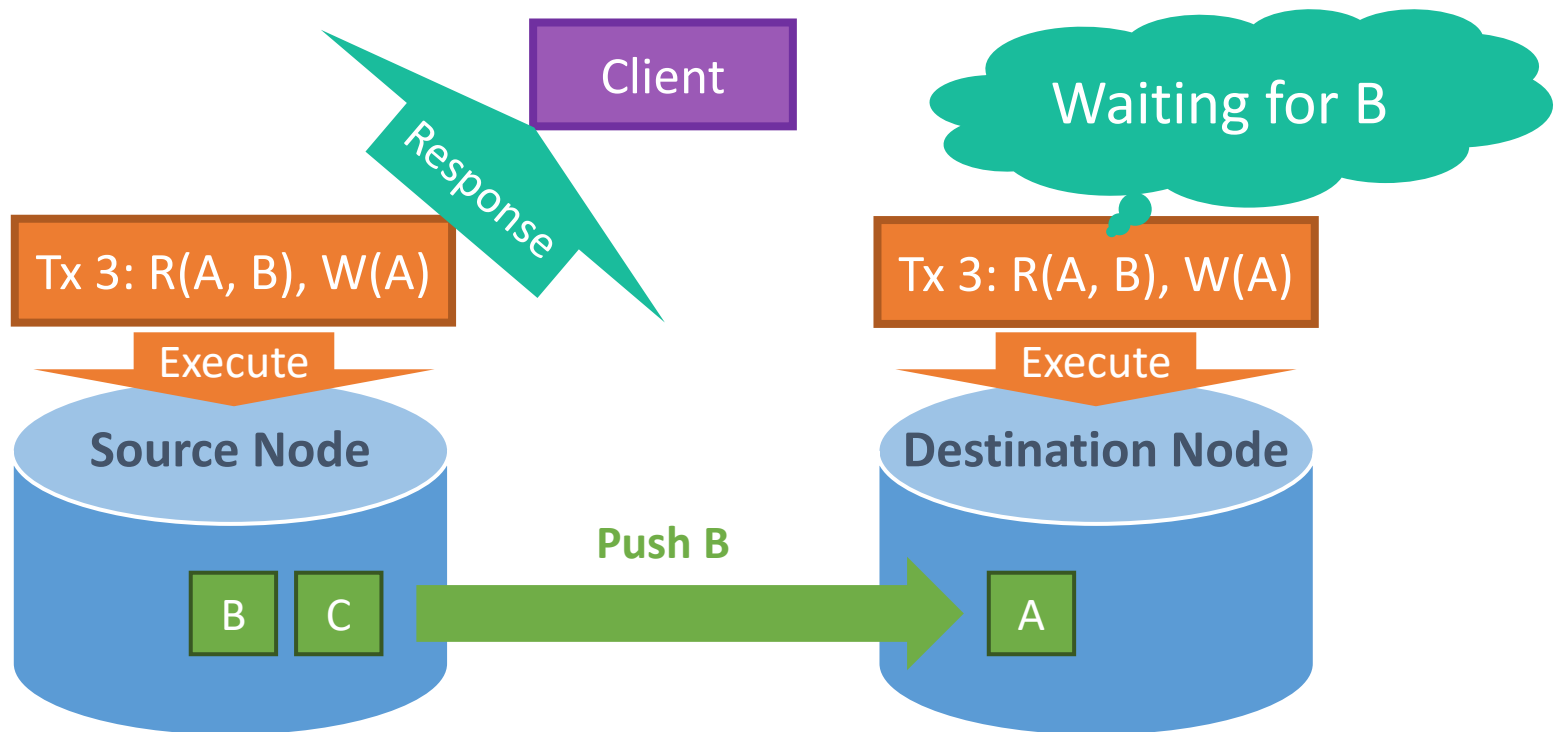 Client
Waiting for B
Response
Tx 3: R(A, B), W(A)
Tx 3: R(A, B), W(A)
Execute
Execute
Source Node
Destination Node
Push B
B
C
A